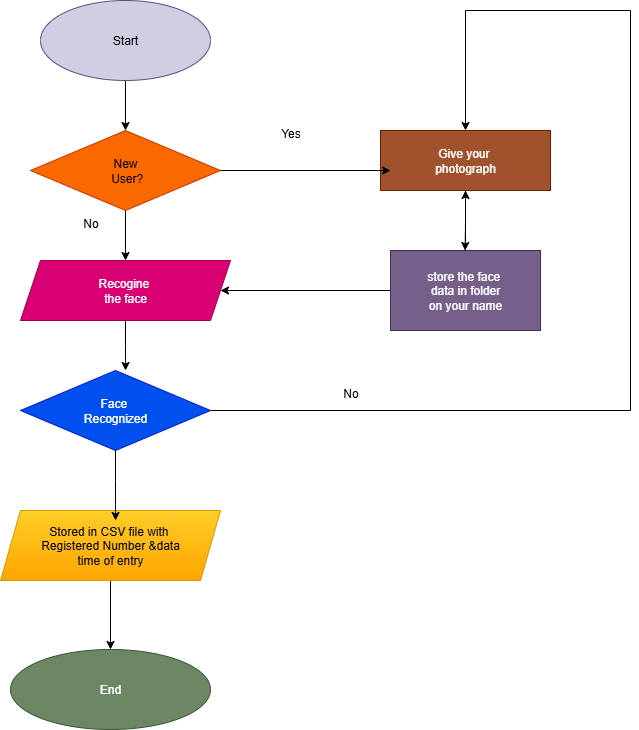 Start
New
User?
Yes
Give your
photograph
No
Recogine
the face
store the face
data in folder
on your name
Face
Recognized
No
Stored in CSV file with
Registered Number &data
time of entry
End